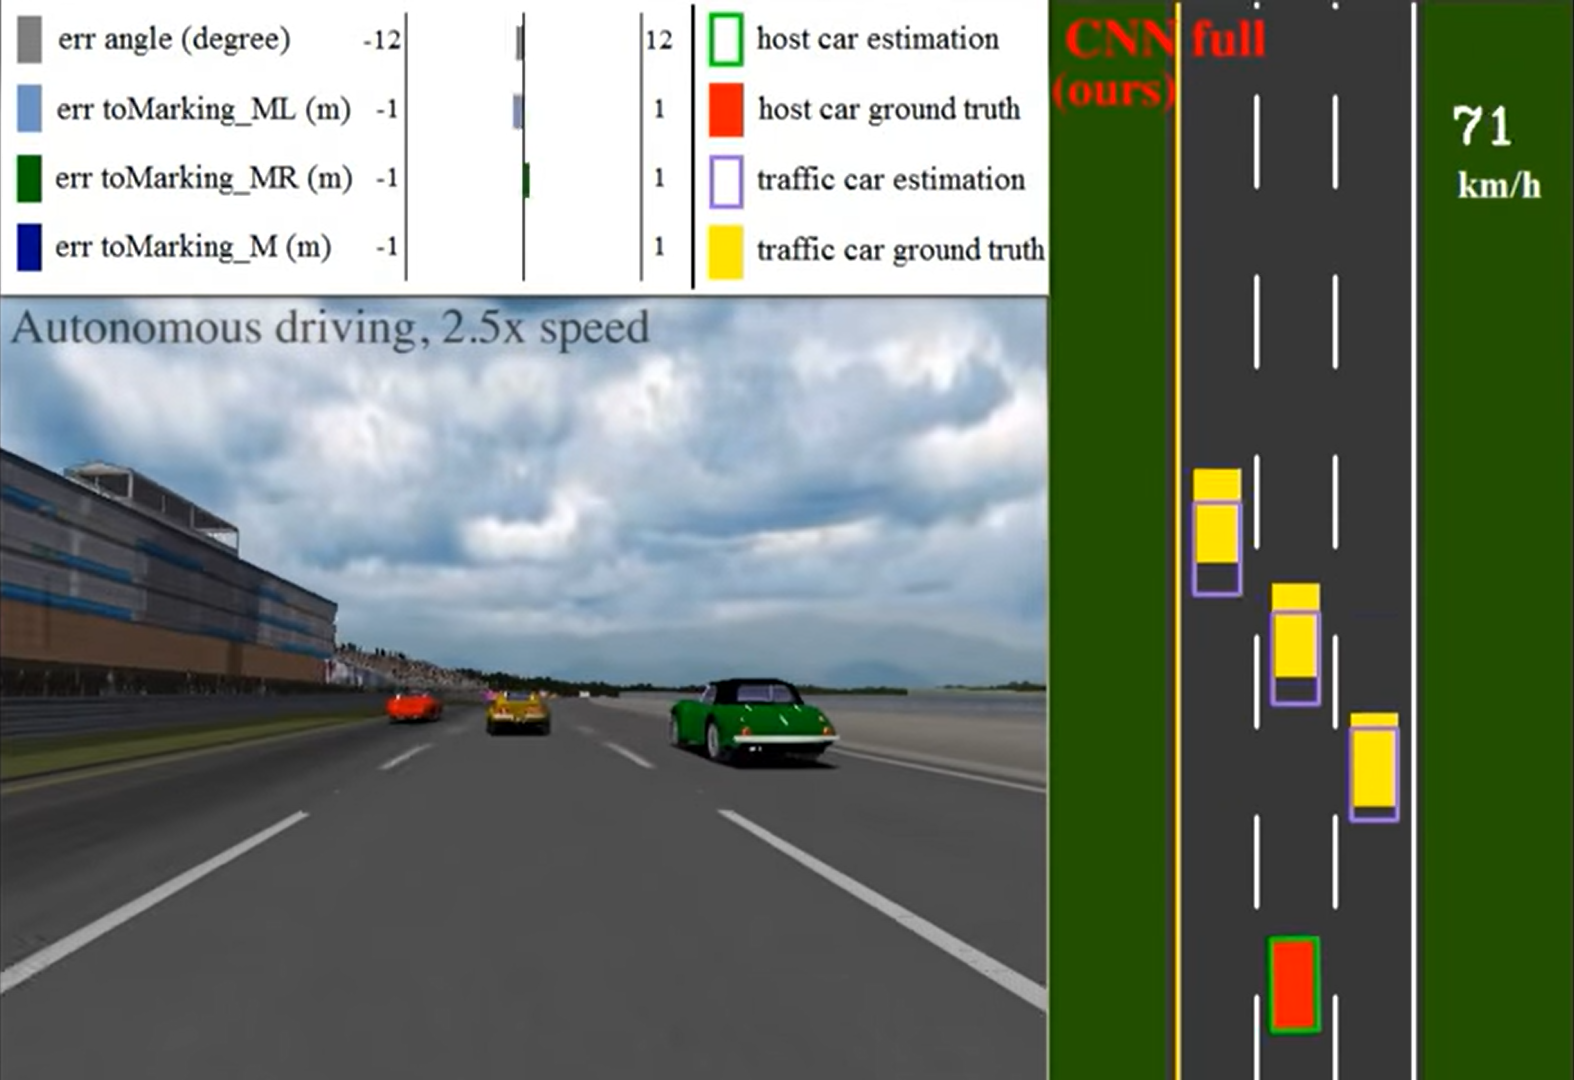 err angle (degree) -12 12
err toMarking_ML (m) -1 1
err toMarking_MR (m) -1 1
err toMarking_M (m) -1 1
host car estimation
host car ground truth
traffic car estimation
traffic car ground truth
Autonomous driving, 2.5x speed
CNN full
(ours)
71
km/h